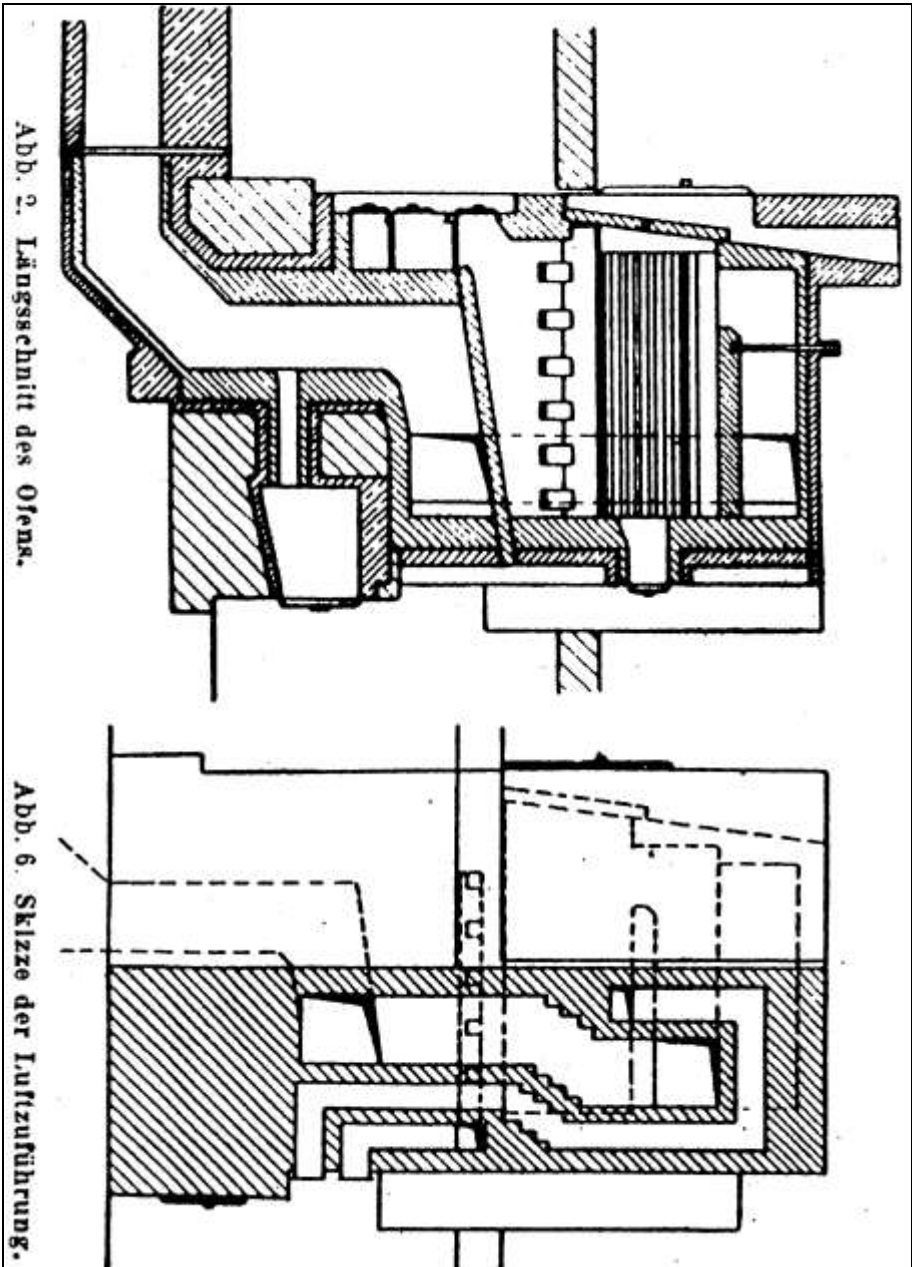 Abb. 2. Längsschnitt des Ofens.
Abb. 6. Skizze der Luftzuführung.